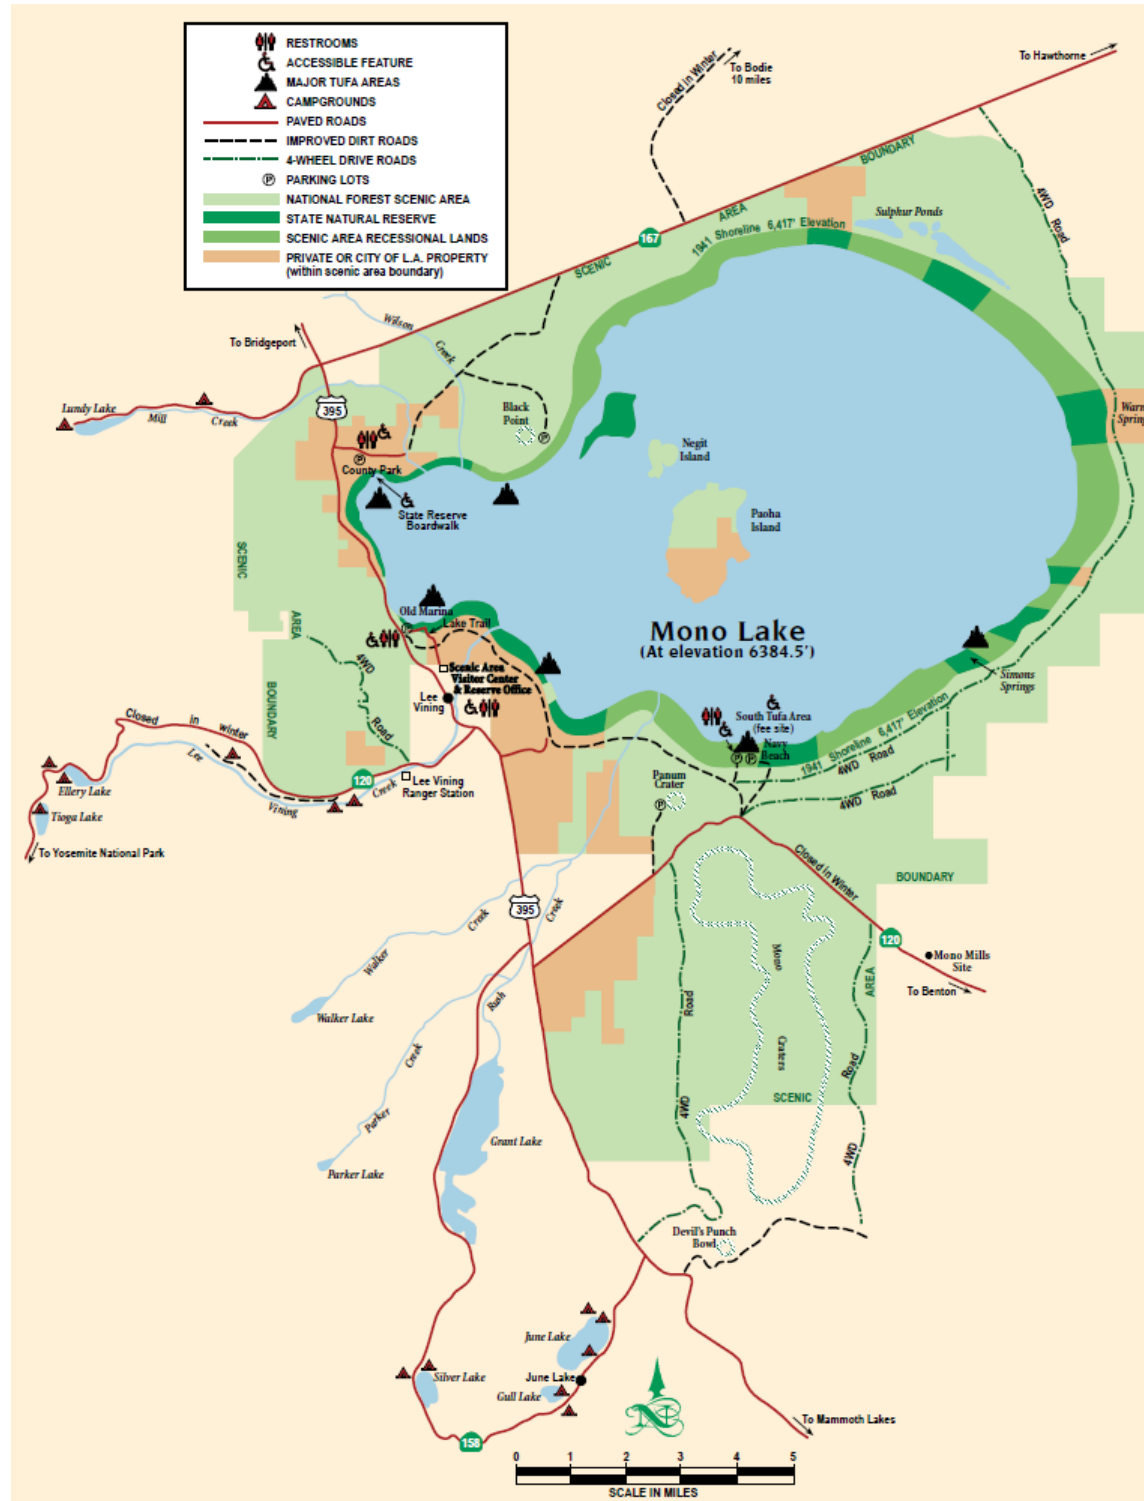 RESTROOMS
ACCESSIBLE FEATURE
MAJOR TUFA AREAS
CAMPGROUNDS
PAVED ROADS
IMPROVED DIRT ROADS
4-WHEEL DRIVE ROADS
P PARKING LOTS
NATIONAL FOREST SCENIC AREA
STATE NATURAL RESERVE
SCENIC AREA RECESSIONAL LANDS
PRIVATE OR CITY OF L.A. PROPERTY
(within scenic area boundary)
Closed in Winter
To Bodie
10 miles
To Hawthorne
BOUNDARY
AREA
SCENIC
167
1941 Shoreline 6,417' Elevation
Sulphur Ponds
4WD Road
Wilson
Creek
To Bridgeport
395
Lundy Lake
Mill
Creek
Black
Point
P
Negit
Island
Warm
Spring
P
County Park
State Reserve
Boardwalk
Paoha
Island
SCENIC
AREA
BOUNDARY
4WD
Road
Old Marina
P
Lake Trail
Mono Lake
(At elevation 6384.5')
Scenic Area
Visitor Center
& Reserve Office
Lee
Vining
Simons
Springs
South Tufa Area
(fee site)
Navy
Beach
P P
1941 Shoreline 6,417' Elevation
4WD Road
4WD Road
Closed in winter
Lee
Vining
Creek
120
Lee Vining
Ranger Station
Ellery Lake
Tioga Lake
To Yosemite National Park
Panum
Crater
P
Closed in Winter
BOUNDARY
395
Creek
Creek
Walker
Walker Lake
Rush
120
Mono Mills
Site
To Benton
AREA
Mono
Craters
Road
4WD
Road
4WD
SCENIC
Creek
Parker
Parker Lake
Grant Lake
Devil's Punch
Bowl
June Lake
June Lake
Gull Lake
Silver Lake
158
N
To Mammoth Lakes
0 1 2 3 4 5
SCALE IN MILES